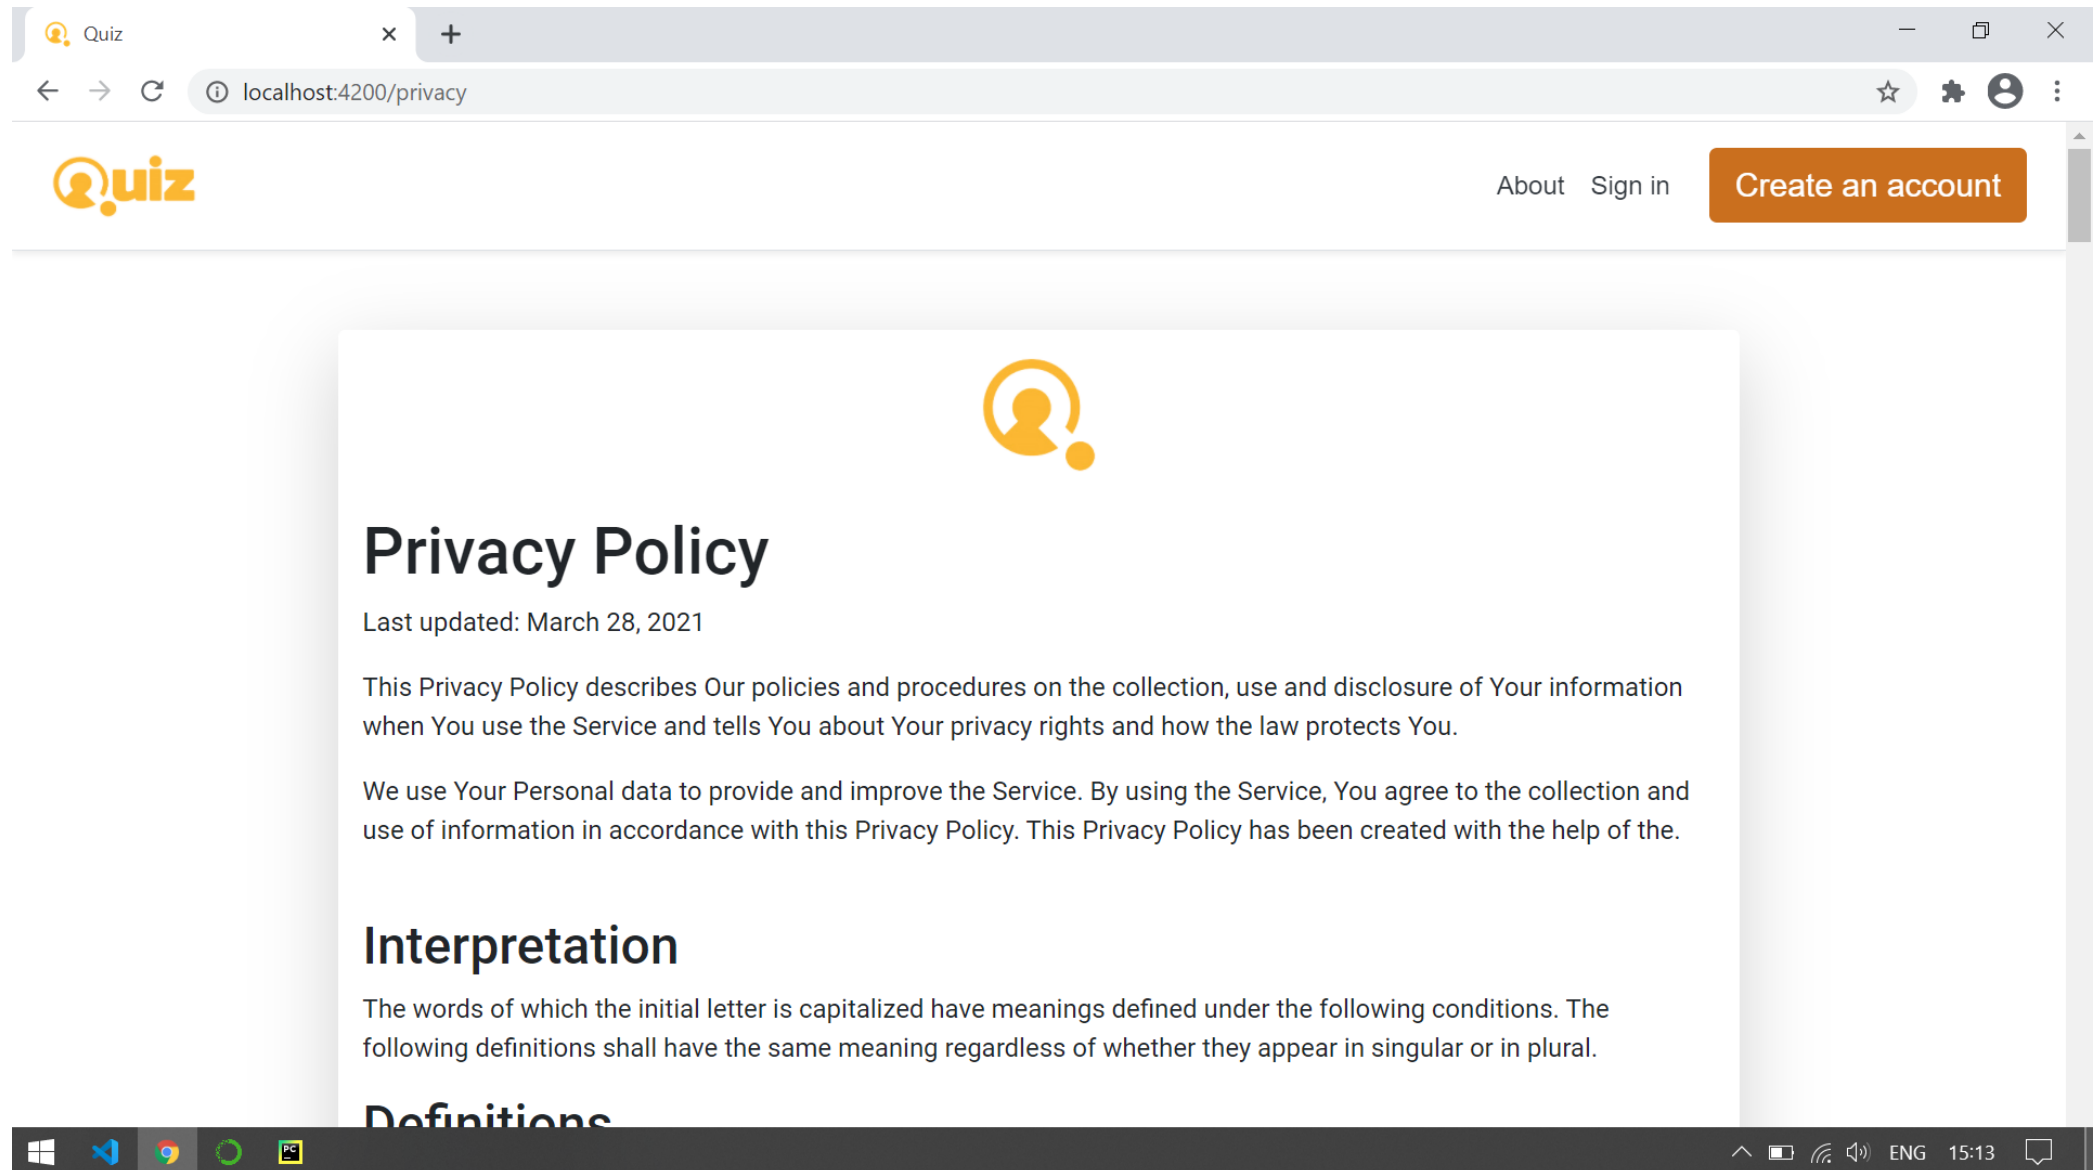 Quiz
localhost:4200/privacy
Quiz
About Sign in Create an account
Privacy Policy
Last updated: March 28, 2021
This Privacy Policy describes Our policies and procedures on the collection, use and disclosure of Your information
when You use the Service and tells You about Your privacy rights and how the law protects You.
We use Your Personal data to provide and improve the Service. By using the Service, You agree to the collection and
use of information in accordance with this Privacy Policy. This Privacy Policy has been created with the help of the.
Interpretation
The words of which the initial letter is capitalized have meanings defined under the following conditions. The
following definitions shall have the same meaning regardless of whether they appear in singular or in plural.
Definitions
PC
ENG 15:13